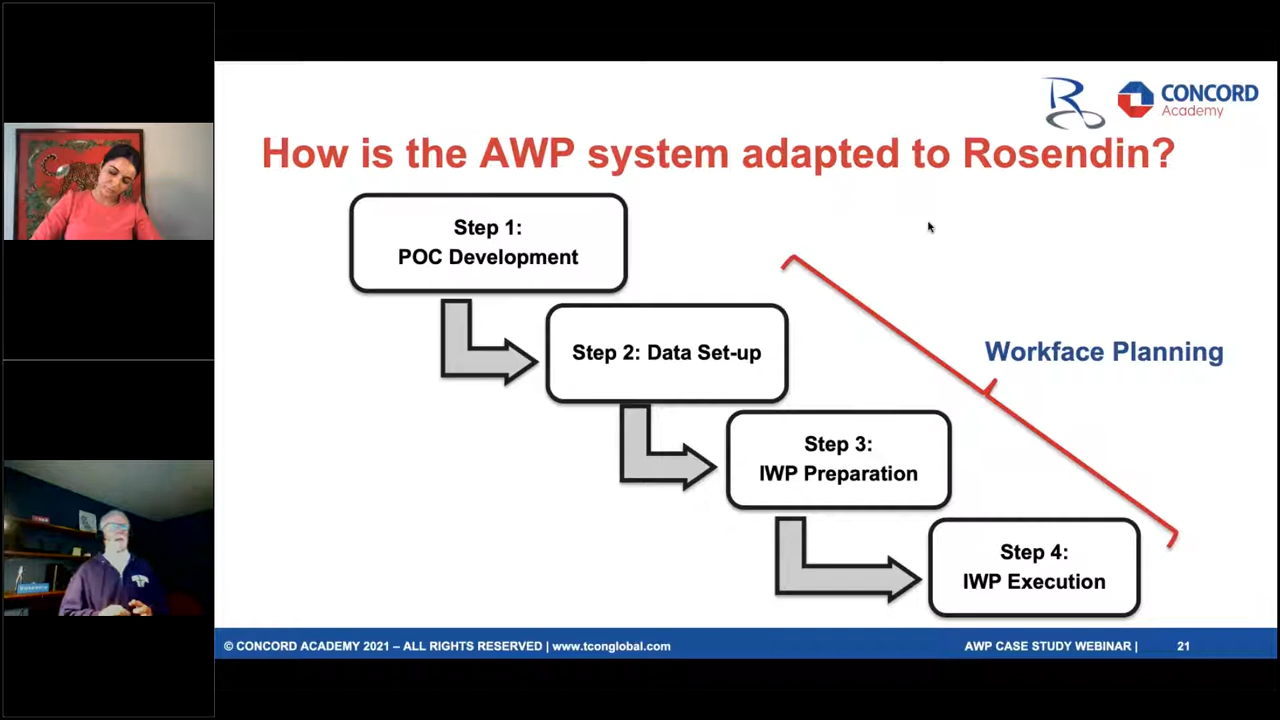 CONCORD
Academy
How is the AWP system adapted to Rosendin?
Step 1:
POC Development
Step 2: Data Set-up
Workface Planning
Step 3:
IWP Preparation
Step 4:
IWP Execution
© CONCORD ACADEMY 2021 – ALL RIGHTS RESERVED | www.tconglobal.com
AWP CASE STUDY WEBINAR | 21